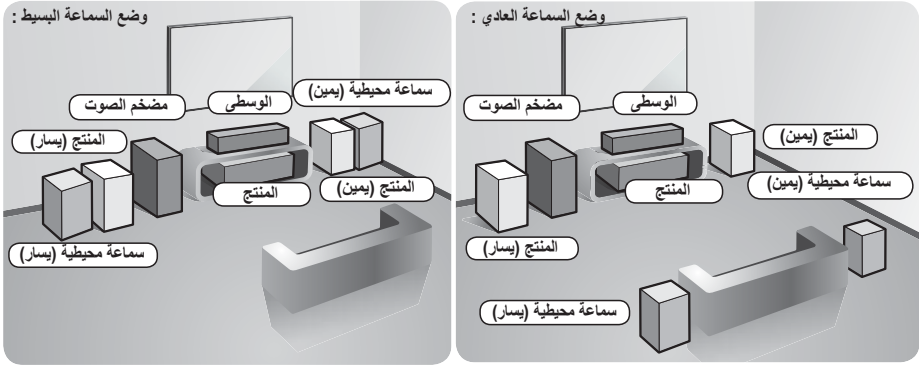 وضع السماعة العادي :
مضخم الصوت
الوسطى
المنتج (يمين)
المنتج
سماعة محيطية (يمين)
المنتج (يسار)
سماعة محيطية (يسار)
وضع السماعة البسيط :
سماعة محيطية (يمين)
الوسطى
مضخم الصوت
المنتج (يسار)
المنتج (يمين)
المنتج
سماعة محيطية (يسار)